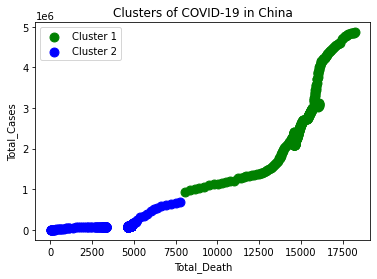 Clusters of COVID-19 in China
1e6
Cluster 1
Cluster 2
5
4
3
2
1
0
Total_Cases
0 2500 5000 7500 10000 12500 15000 17500
Total_Death